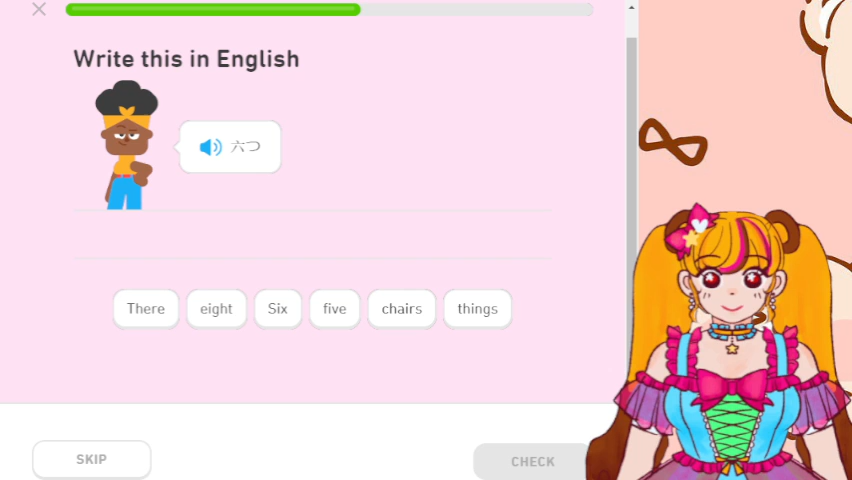 Write this in English
六つ
There eight Six five chairs things
SKIP CHECK